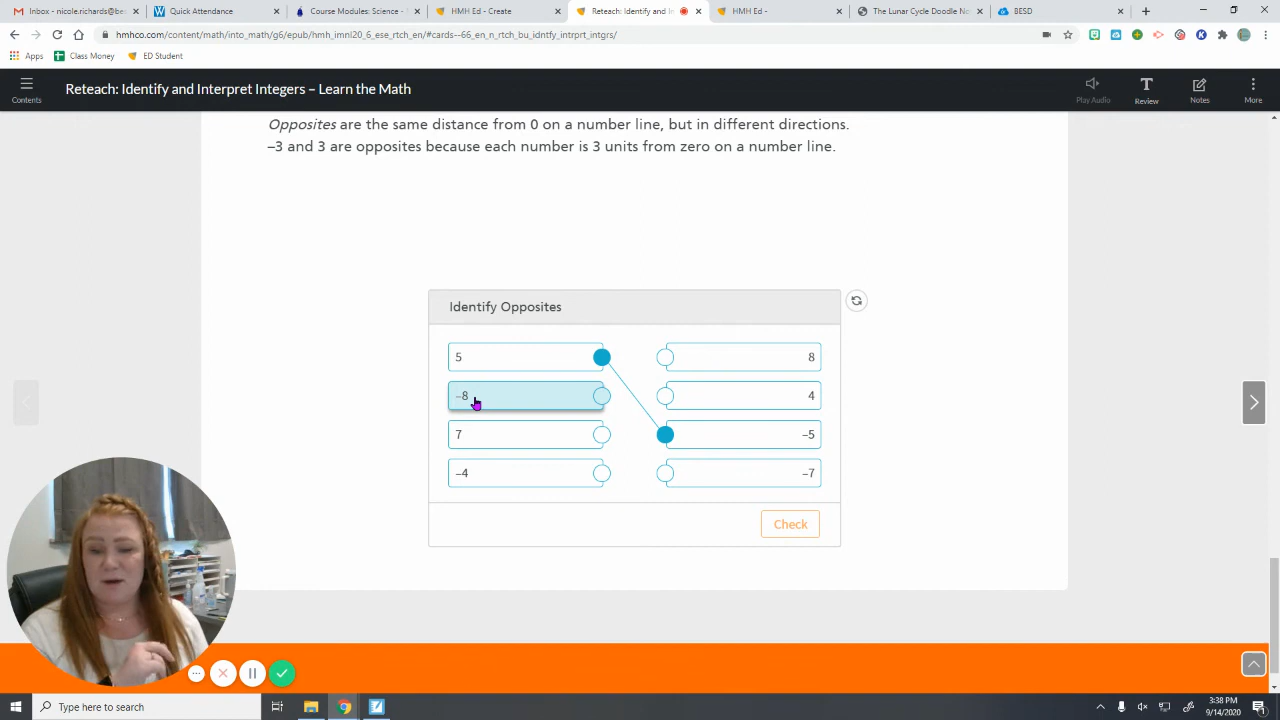 Inbox - nicole.richards@be
Quick Attendance
Course Modules: Science -
HMH Ed - Create
Reteach: Identify and I
HMH Ed -
The Lunar Cycle Doodle No
BESD
hmhco.com/content/math/into_math/g6/epub/hmh_imnl20_6_ese_rtch_en/#cards--66_en_n_rtch_bu_idntfy_intrprt_intgrs/
Apps
Class Money
ED Student
Contents
Reteach: Identify and Interpret Integers – Learn the Math
Play Audio
Review
Notes
More
Opposites are the same distance from 0 on a number line, but in different directions.
–3 and 3 are opposites because each number is 3 units from zero on a number line.
Identify Opposites
5
8
–8
4
7
–5
–4
–7
Check
Type here to search
3:38 PM
9/14/2020